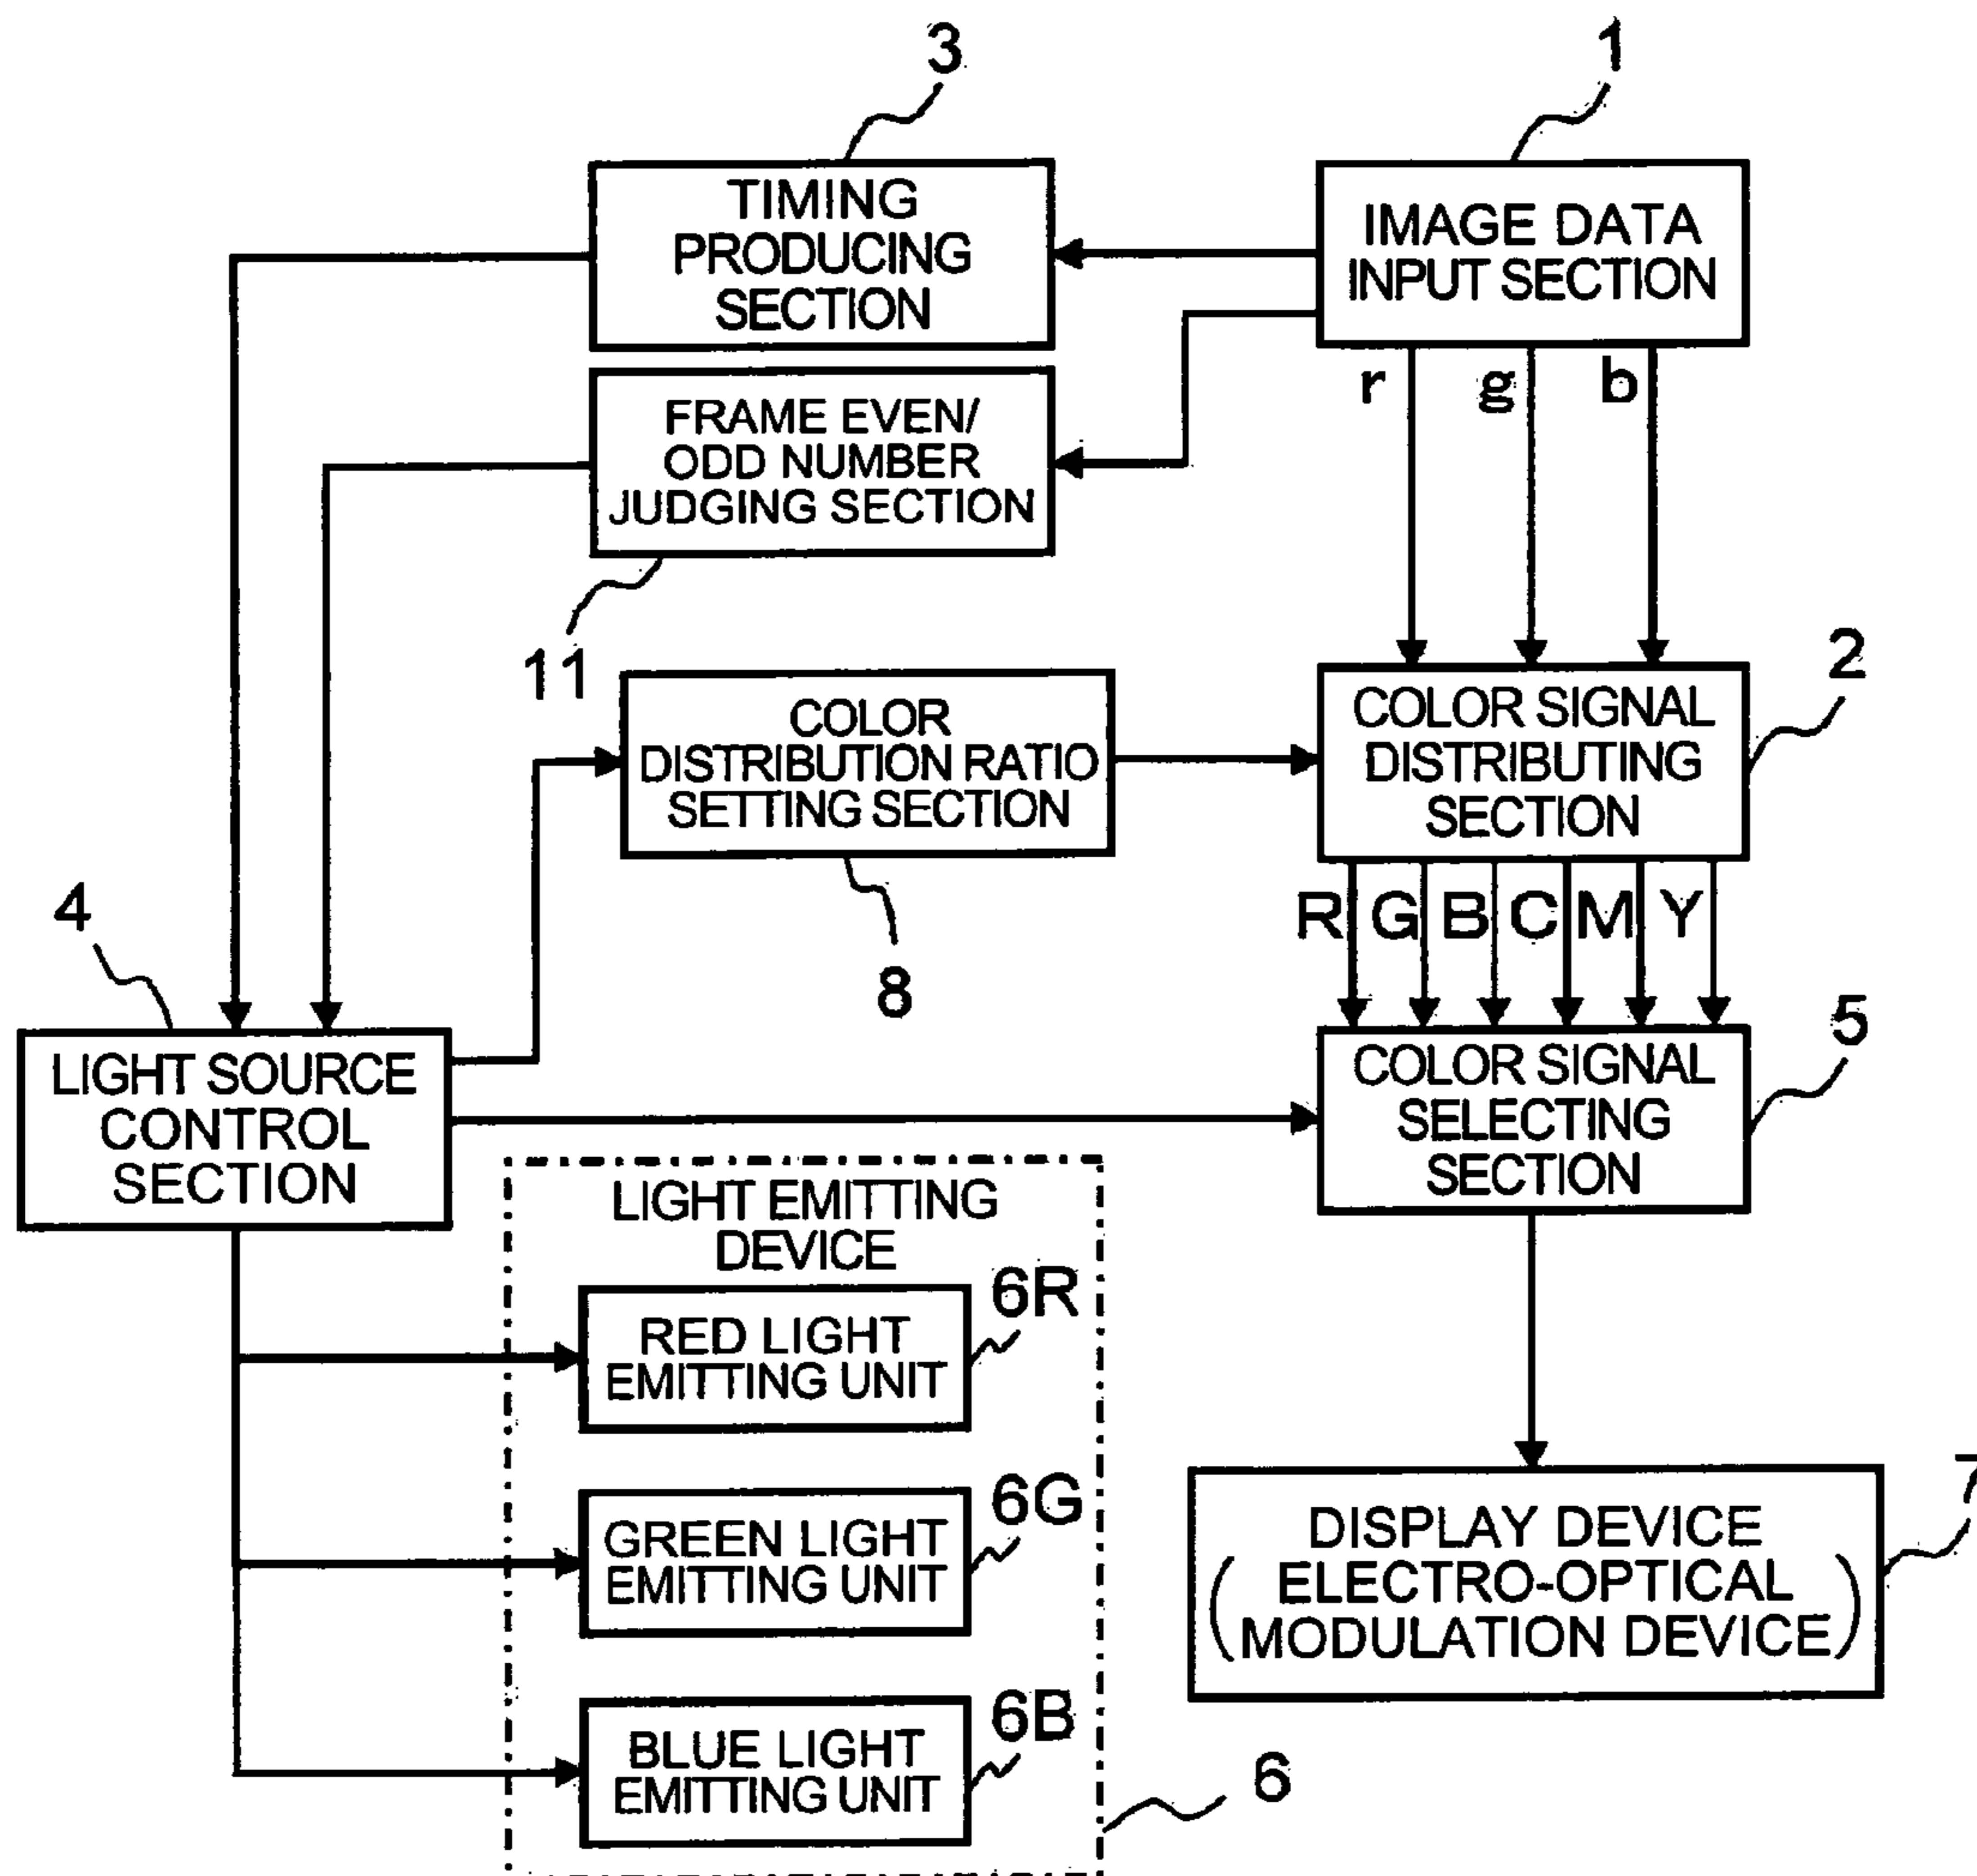 3
1
TIMING
PRODUCING
SECTION
IMAGE DATA
INPUT SECTION
r g b
FRAME EVEN/
ODD NUMBER
JUDGING SECTION
11
2
COLOR
DISTRIBUTION RATIO
SETTING SECTION
8
COLOR SIGNAL
DISTRIBUTING
SECTION
R G B C M Y
4
5
LIGHT SOURCE
CONTROL
SECTION
COLOR SIGNAL
SELECTING
SECTION
LIGHT EMITTING
DEVICE
6R
RED LIGHT
EMITTING UNIT
6G
GREEN LIGHT
EMITTING UNIT
6B
BLUE LIGHT
EMITTING UNIT
6
DISPLAY DEVICE
(ELECTRO-OPTICAL
MODULATION DEVICE)